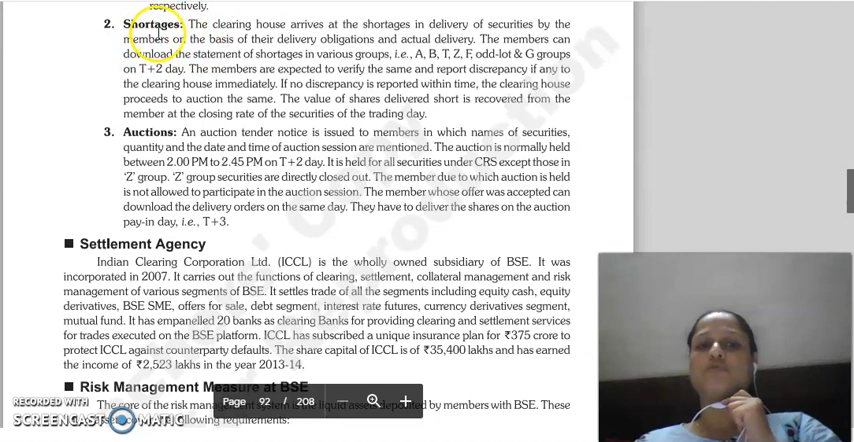 respectively.
2. Shortages: The clearing house arrives at the shortages in delivery of securities by the
members on the basis of their delivery obligations and actual delivery. The members can
download the statement of shortages in various groups, i.e., A, B, T, Z, F, odd-lot & G groups
on T+2 day. The members are expected to verify the same and report discrepancy if any to
the clearing house immediately. If no discrepancy is reported within time, the clearing house
proceeds to auction the same. The value of shares delivered short is recovered from the
member at the closing rate of the securities of the trading day.
3. Auctions: An auction tender notice is issued to members in which names of securities,
quantity and the date and time of auction session are mentioned. The auction is normally held
between 2.00 PM to 2.45 PM on T+2 day. It is held for all securities under CRS except those in
‘Z’ group. ‘Z’ group securities are directly closed out. The member due to which auction is held
is not allowed to participate in the auction session. The member whose offer was accepted can
download the delivery orders on the same day. They have to deliver the shares on the auction
pay-in day, i.e., T+3.
■ Settlement Agency
Indian Clearing Corporation Ltd. (ICCL) is the wholly owned subsidiary of BSE. It was
incorporated in 2007. It carries out the functions of clearing, settlement, collateral management and risk
management of various segments of BSE. It settles trade of all the segments including equity cash, equity
derivatives, BSE SME, offers for sale, debt segment, interest rate futures, currency derivatives segment,
mutual fund. It has empanelled 20 banks as clearing Banks for providing clearing and settlement services
for trades executed on the BSE platform. ICCL has subscribed a unique insurance plan for ₹375 crore to
protect ICCL against counterparty defaults. The share capital of ICCL is of ₹35,400 lakhs and has earned
the income of ₹2,523 lakhs in the year 2013-14.
■ Risk Management Measure at BSE
The core of the risk by members with BSE. These
following requirements:
Page 92 / 208
RECORDED WITH
SCREENCAST MATIC